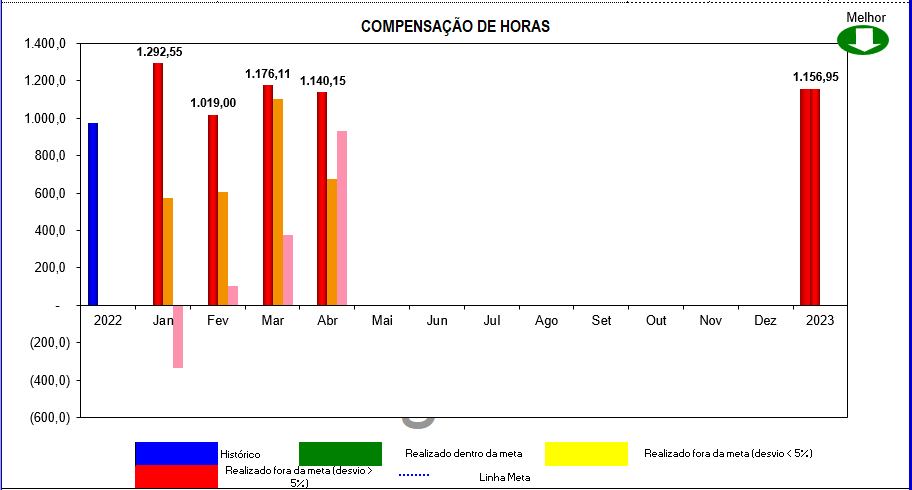 COMPENSAÇÃO DE HORAS
Melhor
1.400,0
1.200,0
1.000,0
800,0
600,0
400,0
200,0
-
(200,0)
(400,0)
(600,0)
1.292,55
1.019,00
1.176,11
1.140,15
1.156,95
2022 Jan Fev Mar Abr Mai Jun Jul Ago Set Out Nov Dez 2023
Histórico
Realizado dentro da meta
Realizado fora da meta (desvio < 5%)
Realizado fora da meta (desvio >
5%)
Linha Meta